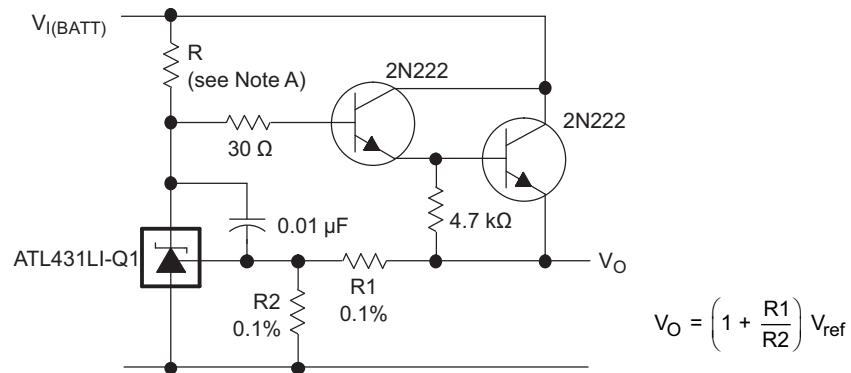 V_I(BATT)
R
(see Note A)
2N222
2N222
30 Ω
4.7 kΩ
0.01 µF
ATL431LI-Q1
V_O
R1
0.1%
R2
0.1%
V_O = (1 + R1/R2) V_ref